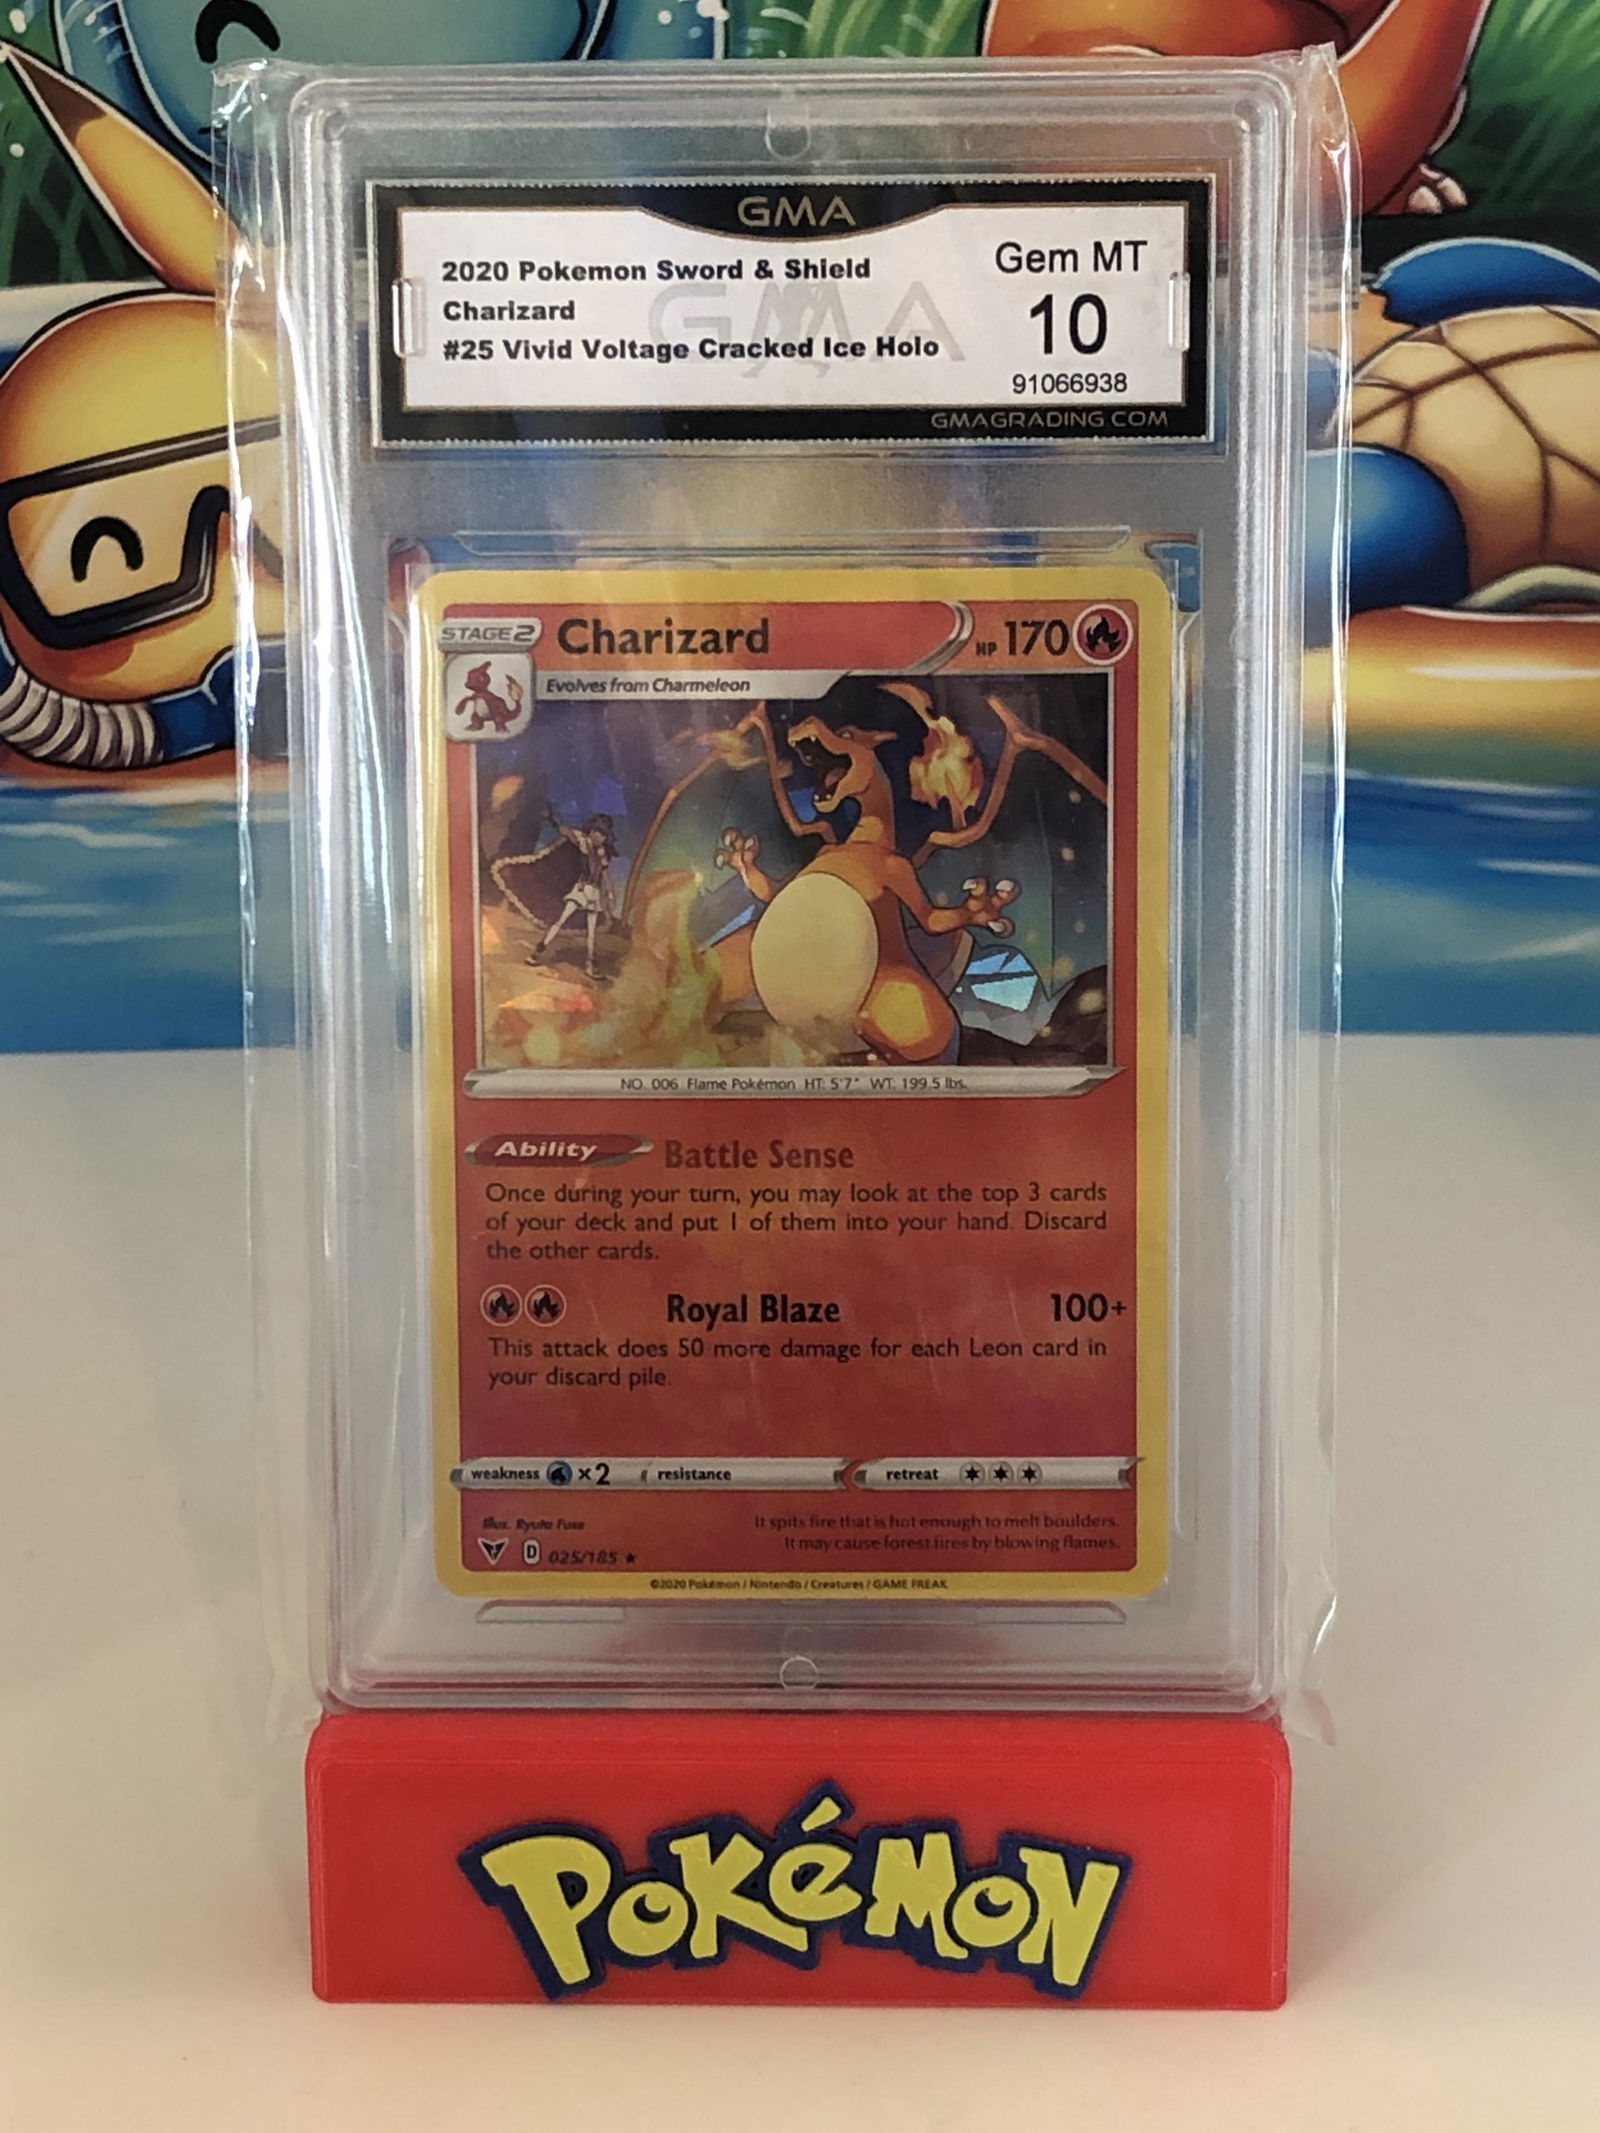 GMA
2020 Pokemon Sword & Shield
Charizard
#25 Vivid Voltage Cracked Ice Holo
Gem MT
10
91066938
GMAGRADING.COM
STAGE 2 Charizard HP 170
Evolves from Charmeleon
NO. 006 Flame Pokémon HT: 5'7" WT: 199.5 lbs.
Ability Battle Sense
Once during your turn, you may look at the top 3 cards
of your deck and put 1 of them into your hand. Discard
the other cards.
Royal Blaze 100+
This attack does 50 more damage for each Leon card in
your discard pile.
weakness ×2 resistance retreat
Illus. Ryuta Fuse
It spits fire that is hot enough to melt boulders.
It may cause forest fires by blowing flames.
D 025/185 ★
©2020 Pokémon / Nintendo / Creatures / GAME FREAK
POKéMON